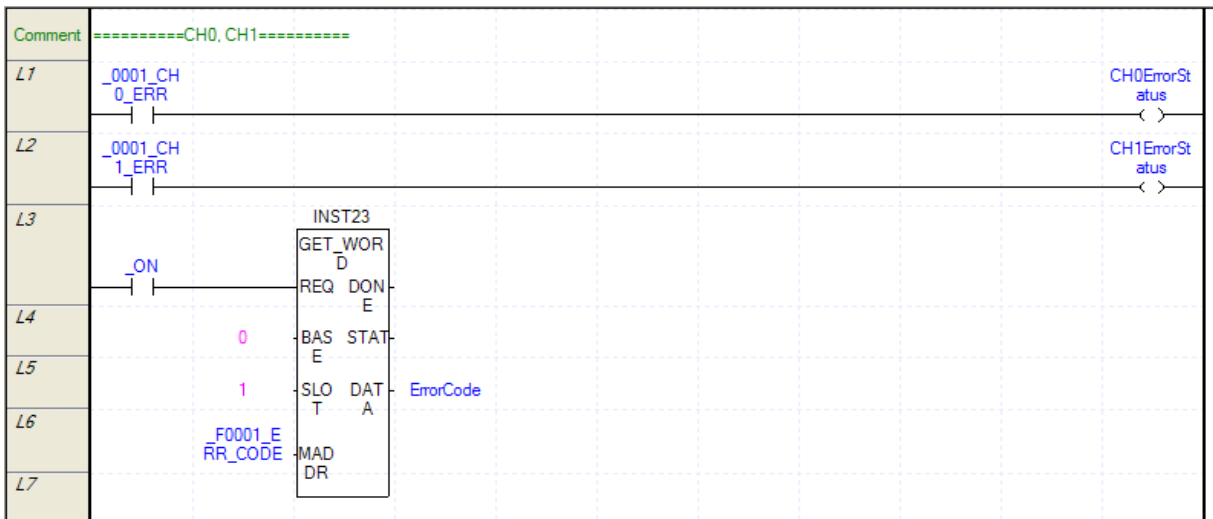 Comment ==========CH0, CH1==========
L1
_0001_CH
0_ERR
CH0ErrorSt
atus
L2
_0001_CH
1_ERR
CH1ErrorSt
atus
L3
INST23
GET_WOR
D
_ON
REQ DON
E
L4
0 BAS STAT
E
L5
1 SLO DAT ErrorCode
T A
L6
_F0001_E
RR_CODE MAD
DR
L7